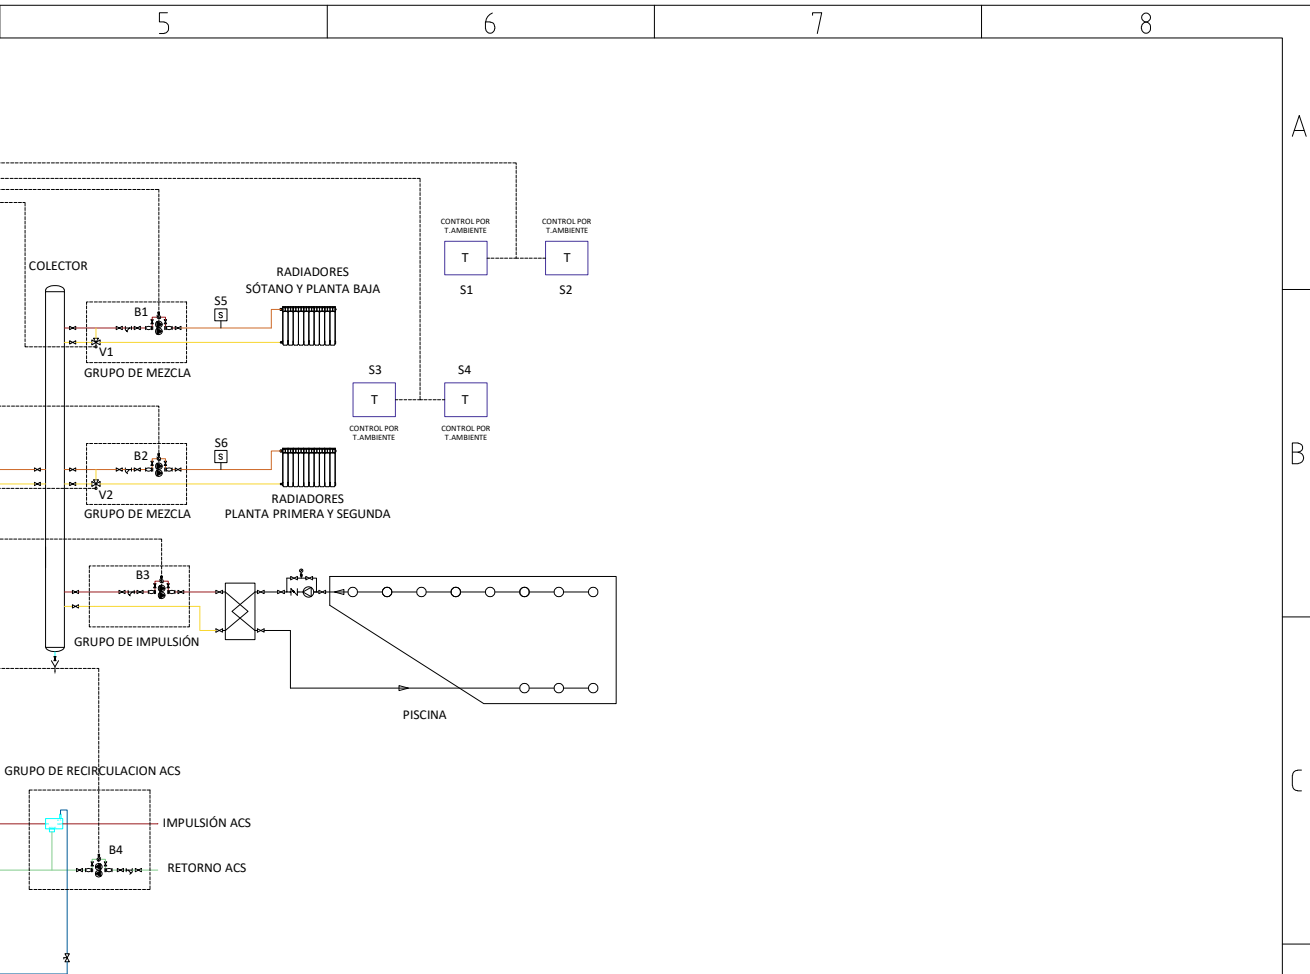 5
6
7
8
A
CONTROL POR
T.AMBIENTE
CONTROL POR
T.AMBIENTE
T
T
S1
S2
COLECTOR
RADIADORES
SÓTANO Y PLANTA BAJA
B1
S5
S
V1
GRUPO DE MEZCLA
S3
S4
T
T
CONTROL POR
T.AMBIENTE
CONTROL POR
T.AMBIENTE
B
B2
S6
S
V2
GRUPO DE MEZCLA
RADIADORES
PLANTA PRIMERA Y SEGUNDA
B3
GRUPO DE IMPULSIÓN
PISCINA
GRUPO DE RECIRCULACION ACS
C
IMPULSIÓN ACS
B4
RETORNO ACS